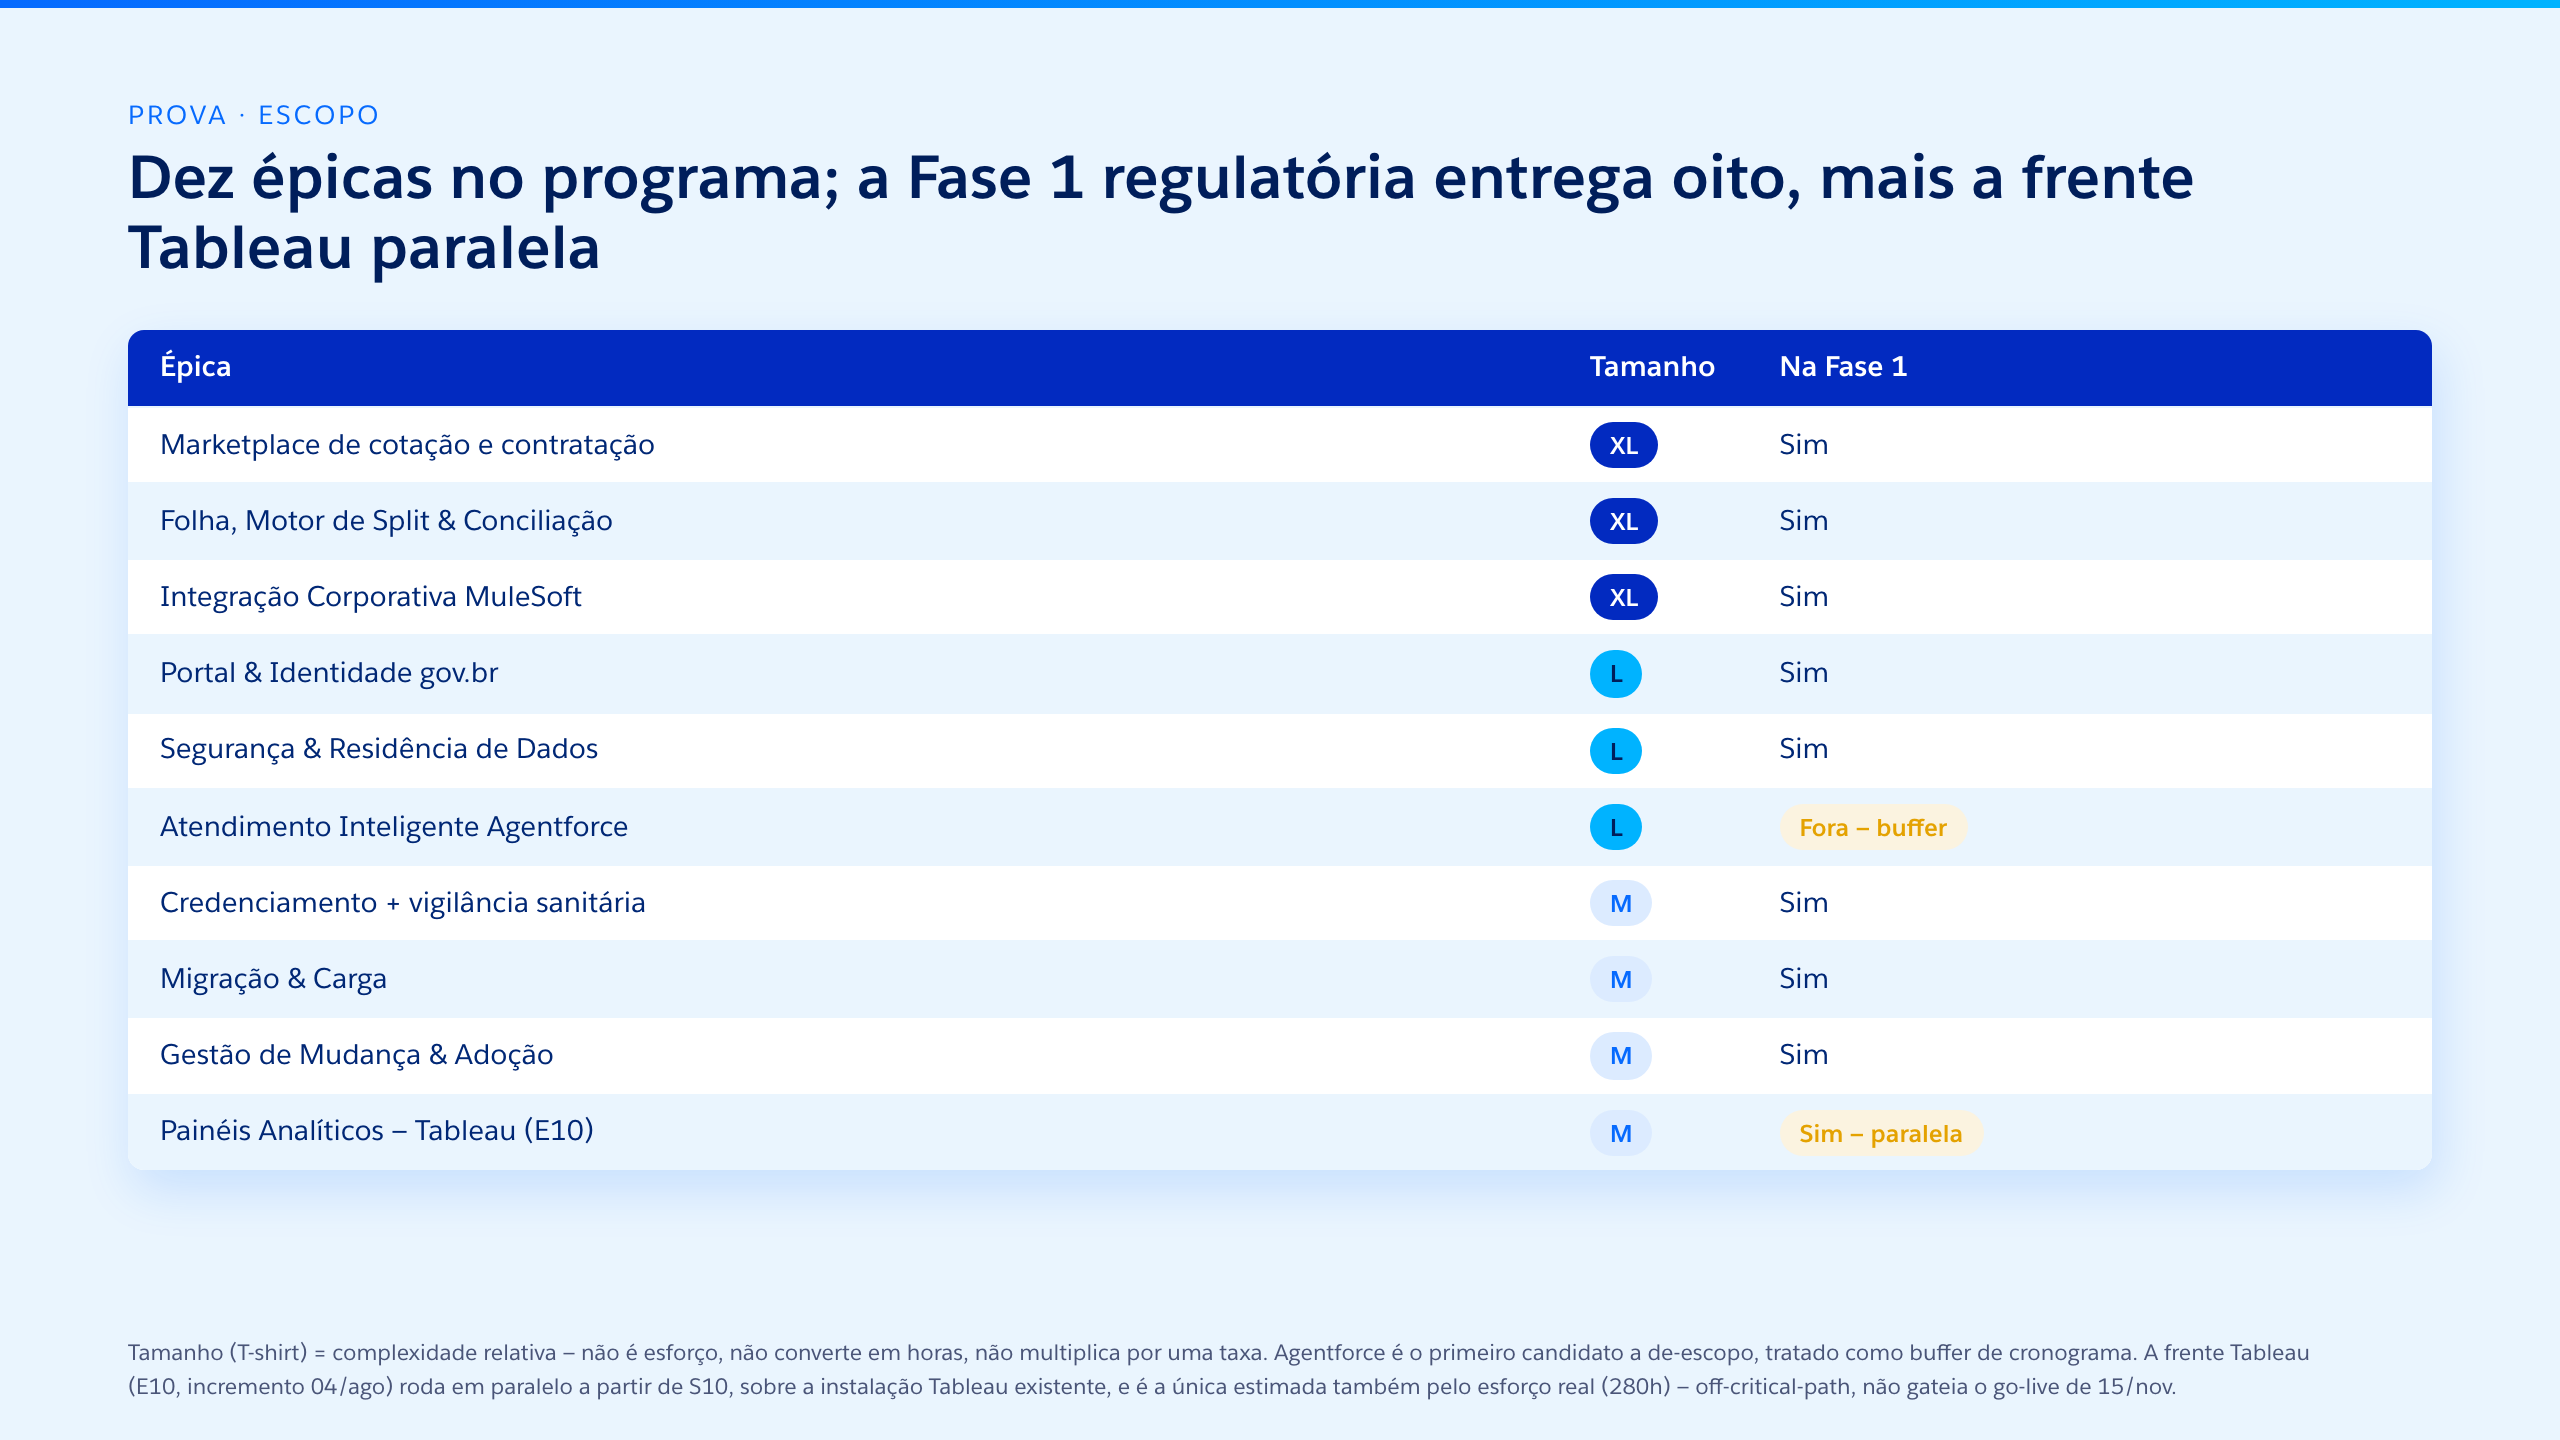 PROVA · ESCOPO
Dez épicas no programa; a Fase 1 regulatória entrega oito, mais a frente
Tableau paralela
Épica Tamanho Na Fase 1
Marketplace de cotação e contratação XL Sim
Folha, Motor de Split & Conciliação XL Sim
Integração Corporativa MuleSoft XL Sim
Portal & Identidade gov.br L Sim
Segurança & Residência de Dados L Sim
Atendimento Inteligente Agentforce L Fora – buffer
Credenciamento + vigilância sanitária M Sim
Migração & Carga M Sim
Gestão de Mudança & Adoção M Sim
Painéis Analíticos – Tableau (E10) M Sim – paralela
Tamanho (T-shirt) = complexidade relativa – não é esforço, não converte em horas, não multiplica por uma taxa. Agentforce é o primeiro candidato a de-escopo, tratado como buffer de cronograma. A frente Tableau
(E10, incremento 04/ago) roda em paralelo a partir de S10, sobre a instalação Tableau existente, e é a única estimada também pelo esforço real (280h) – off-critical-path, não gateia o go-live de 15/nov.